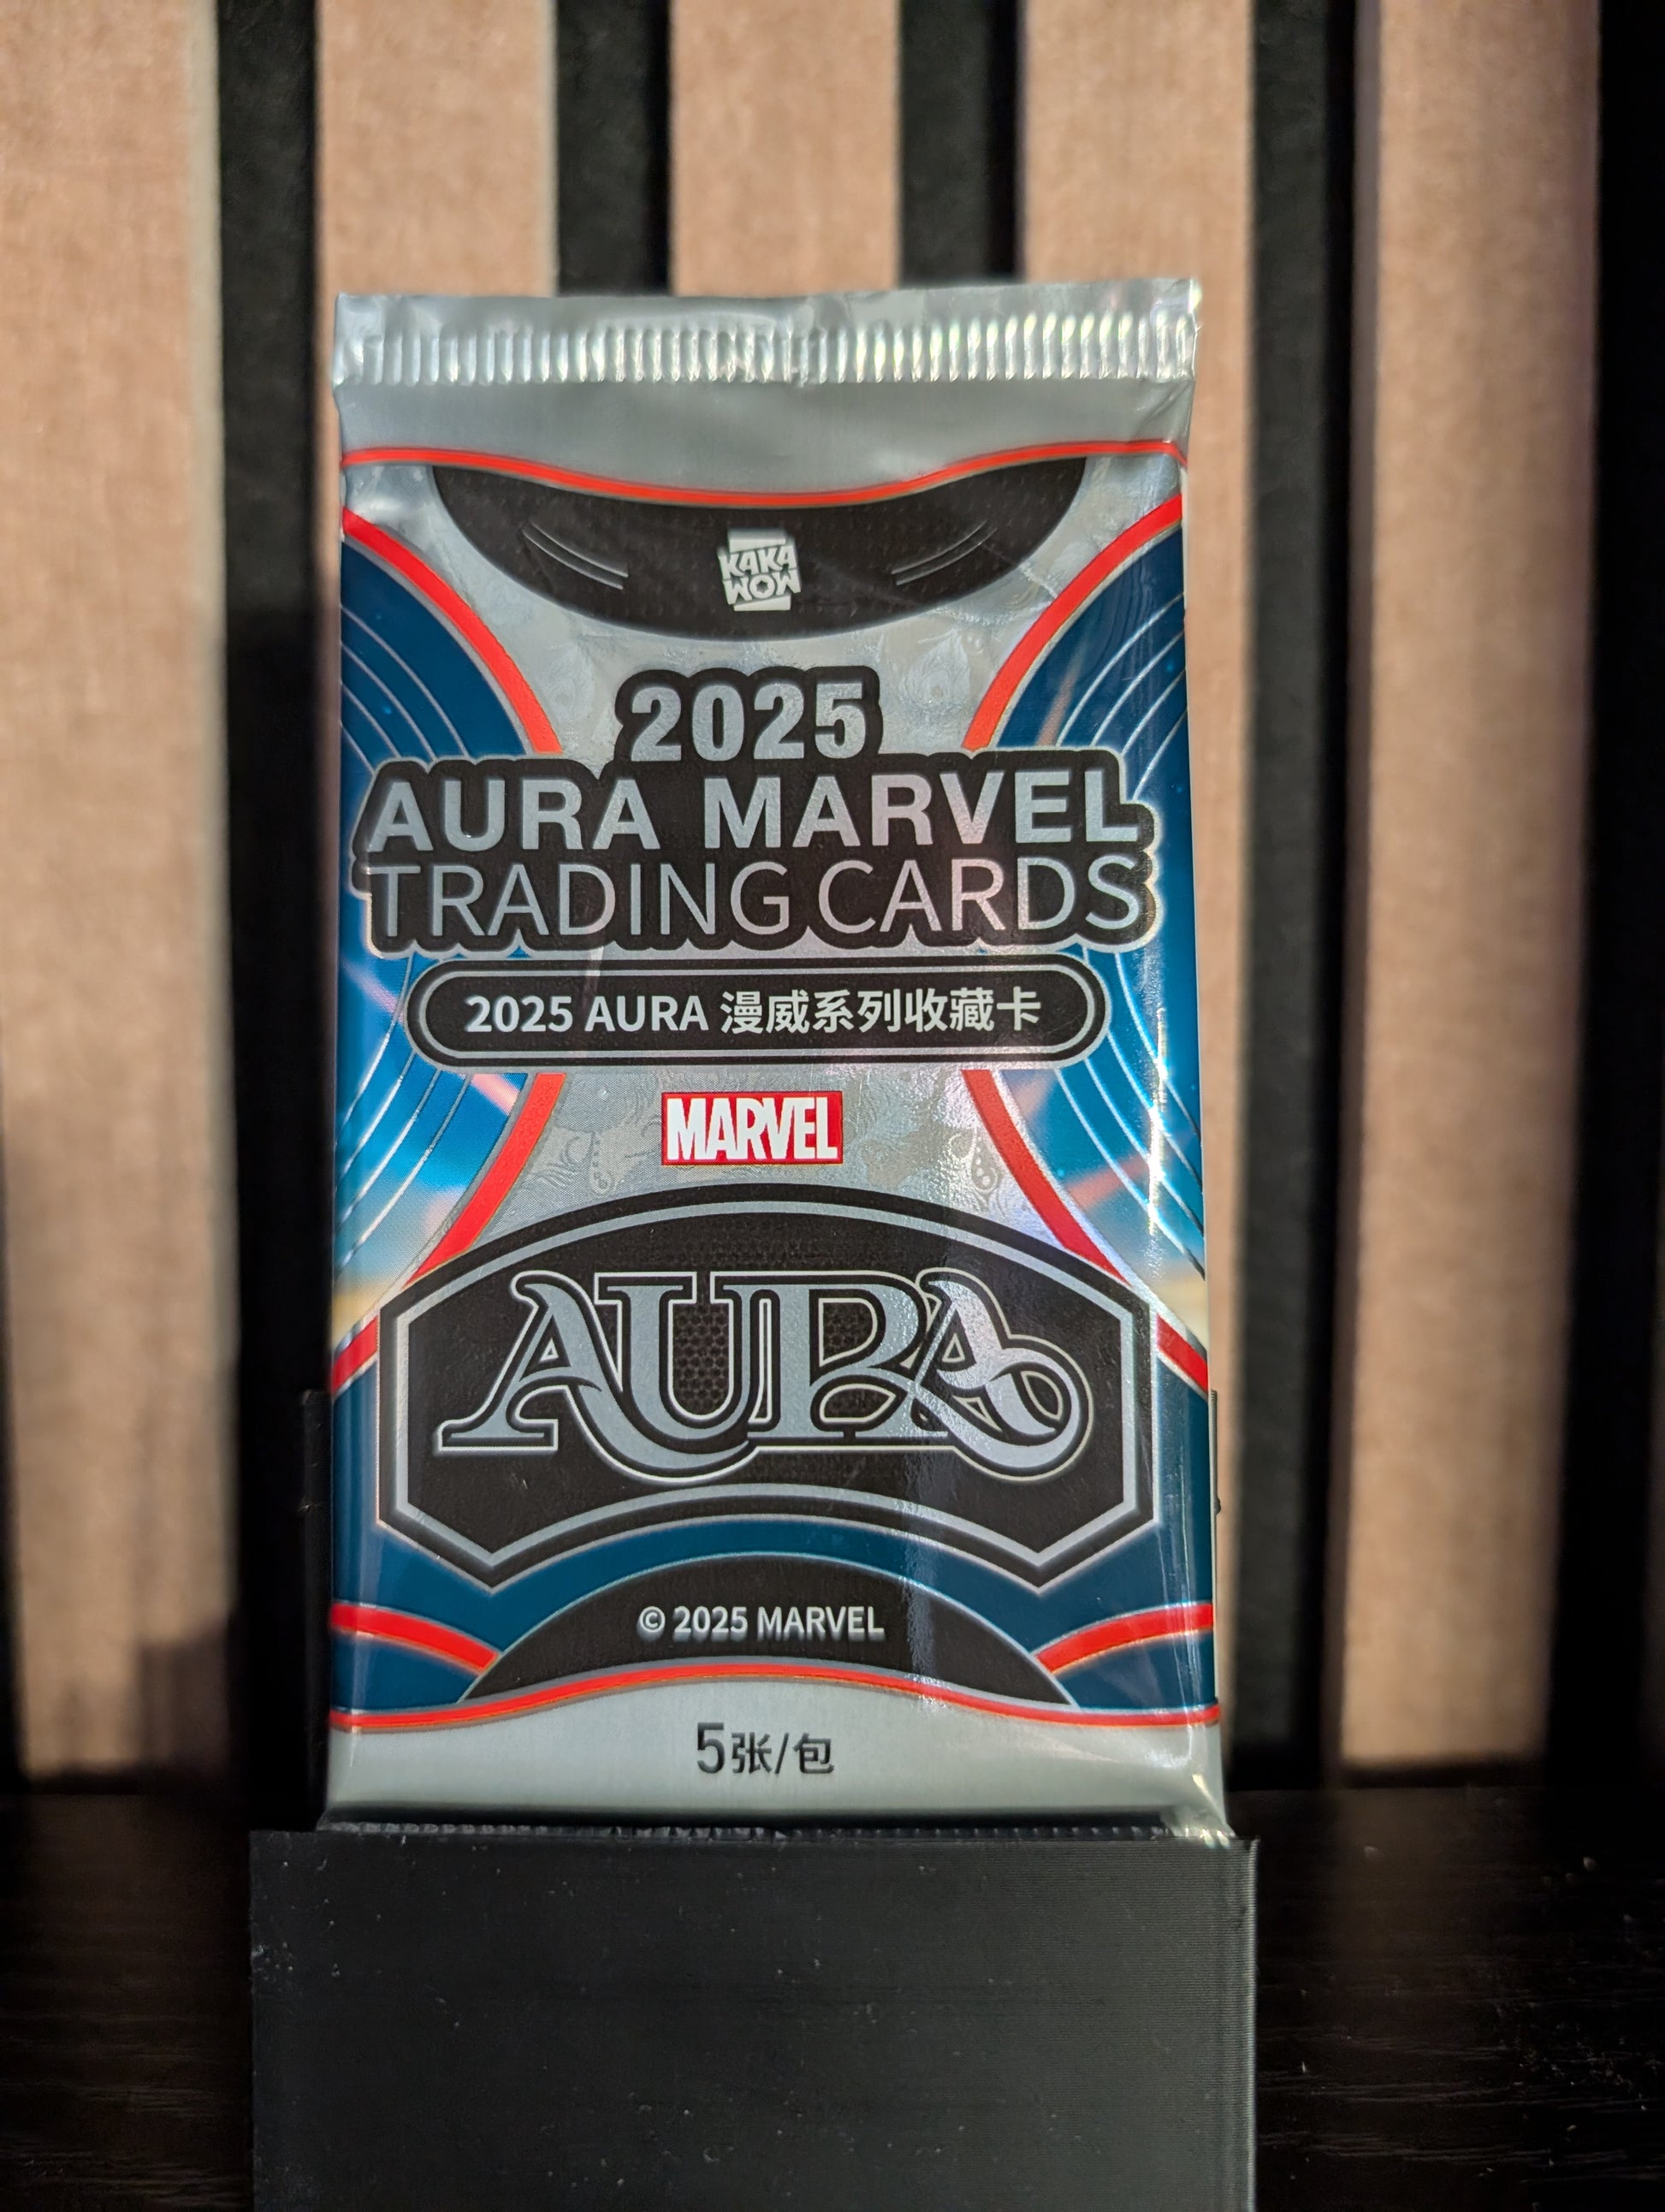 KAKA
WOW
2025
AURA MARVEL
TRADING CARDS
2025 AURA 漫威系列收藏卡
MARVEL
AURA
© 2025 MARVEL
5张/包